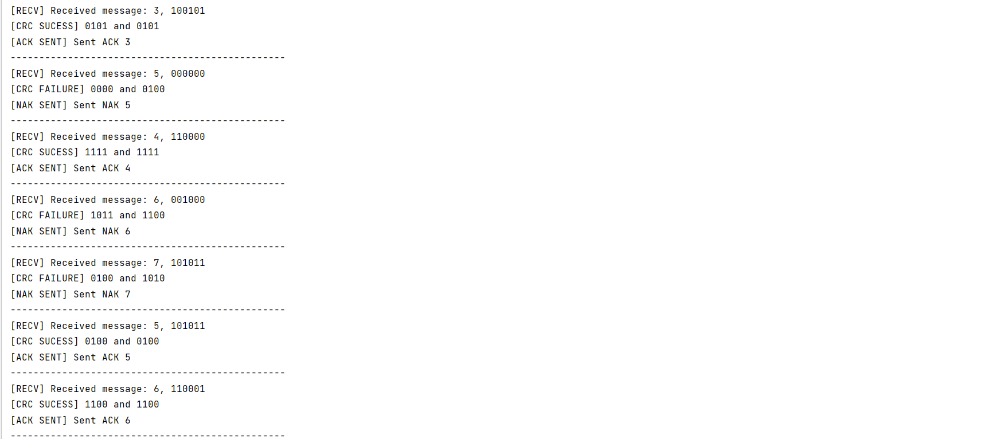 [RECV] Received message: 3, 100101
[CRC SUCESS] 0101 and 0101
[ACK SENT] Sent ACK 3
------------------------------------------------
[RECV] Received message: 5, 000000
[CRC FAILURE] 0000 and 0100
[NAK SENT] Sent NAK 5
------------------------------------------------
[RECV] Received message: 4, 110000
[CRC SUCESS] 1111 and 1111
[ACK SENT] Sent ACK 4
------------------------------------------------
[RECV] Received message: 6, 001000
[CRC FAILURE] 1011 and 1100
[NAK SENT] Sent NAK 6
------------------------------------------------
[RECV] Received message: 7, 101011
[CRC FAILURE] 0100 and 1010
[NAK SENT] Sent NAK 7
------------------------------------------------
[RECV] Received message: 5, 101011
[CRC SUCESS] 0100 and 0100
[ACK SENT] Sent ACK 5
------------------------------------------------
[RECV] Received message: 6, 110001
[CRC SUCESS] 1100 and 1100
[ACK SENT] Sent ACK 6
------------------------------------------------